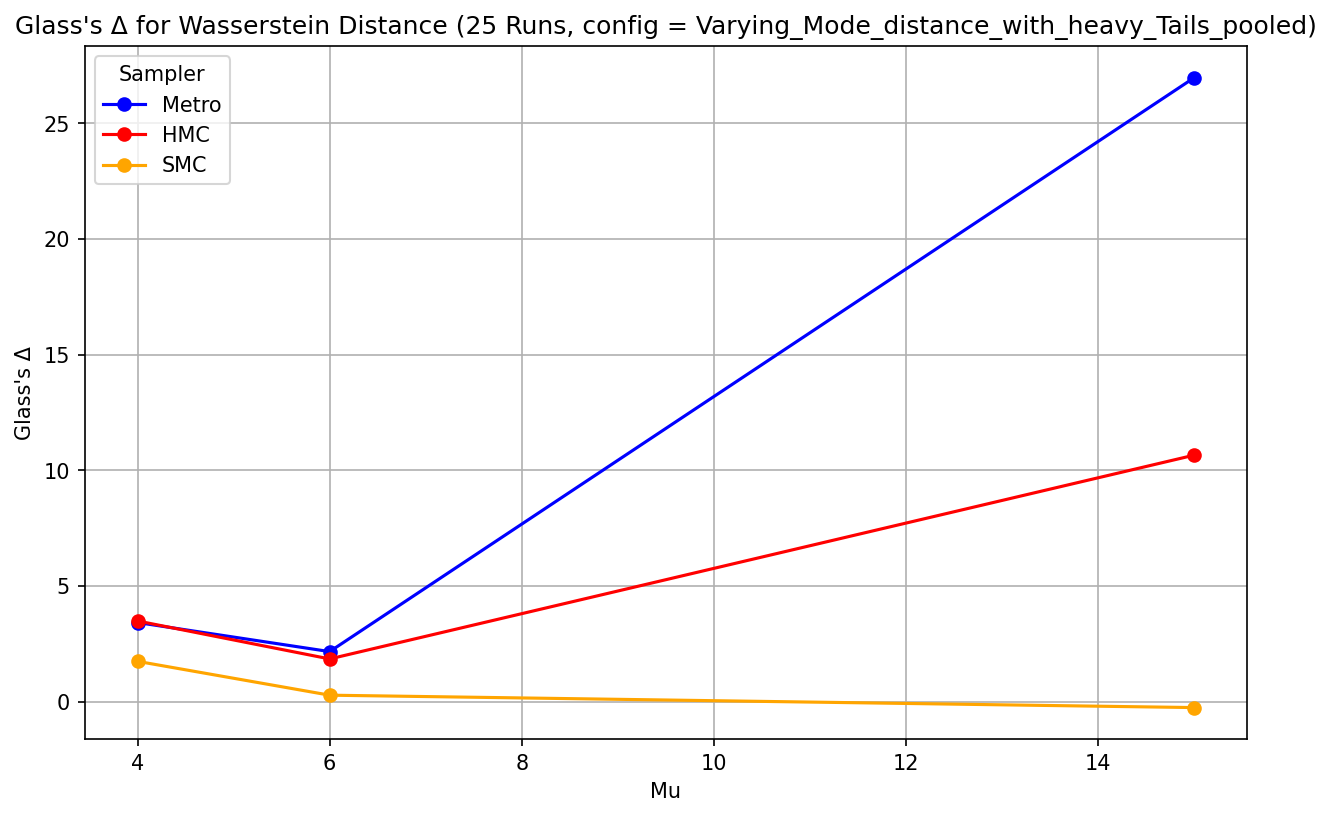 Glass's Δ for Wasserstein Distance (25 Runs, config = Varying_Mode_distance_with_heavy_Tails_pooled)
Sampler
Metro
HMC
SMC
Glass's Δ
25
20
15
10
5
0
4 6 8 10 12 14
Mu